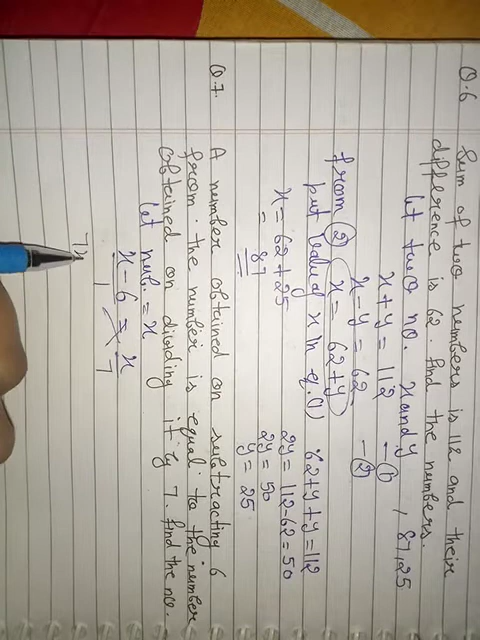 Q.6 Sum of two numbers is 112 and their
difference is 62. find the numbers.
let two no. x and y , 87,25
x + y = 112 - ①
x - y = 62 - ②
from ② x = 62 + y
put value x in eq.(1) 62 + y + y = 112
2y = 112 - 62 = 50
x = 62 + 25 2y = 50
= 87 y = 25
Q.7. A number obtained on subtracting 6
from the number is equal to the number
obtained on dividing it by 7. find the no.
let nub. = x
x - 6 = x
1 7
7x